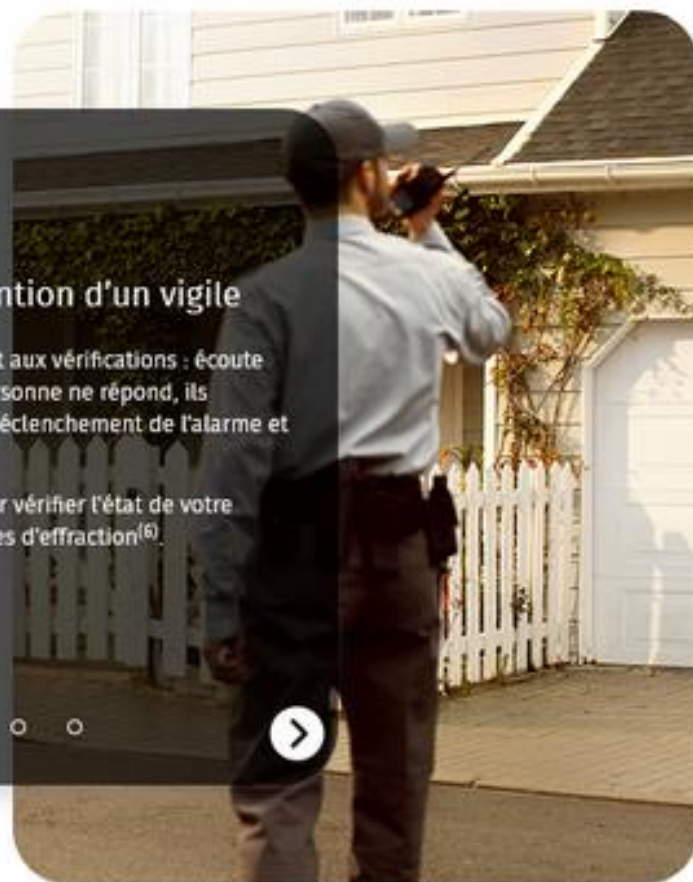 ntion d'un vigile
t aux vérifications : écoute
sonne ne répond, ils
éclenchement de l'alarme et
r vérifier l'état de votre
es d'effraction(6).